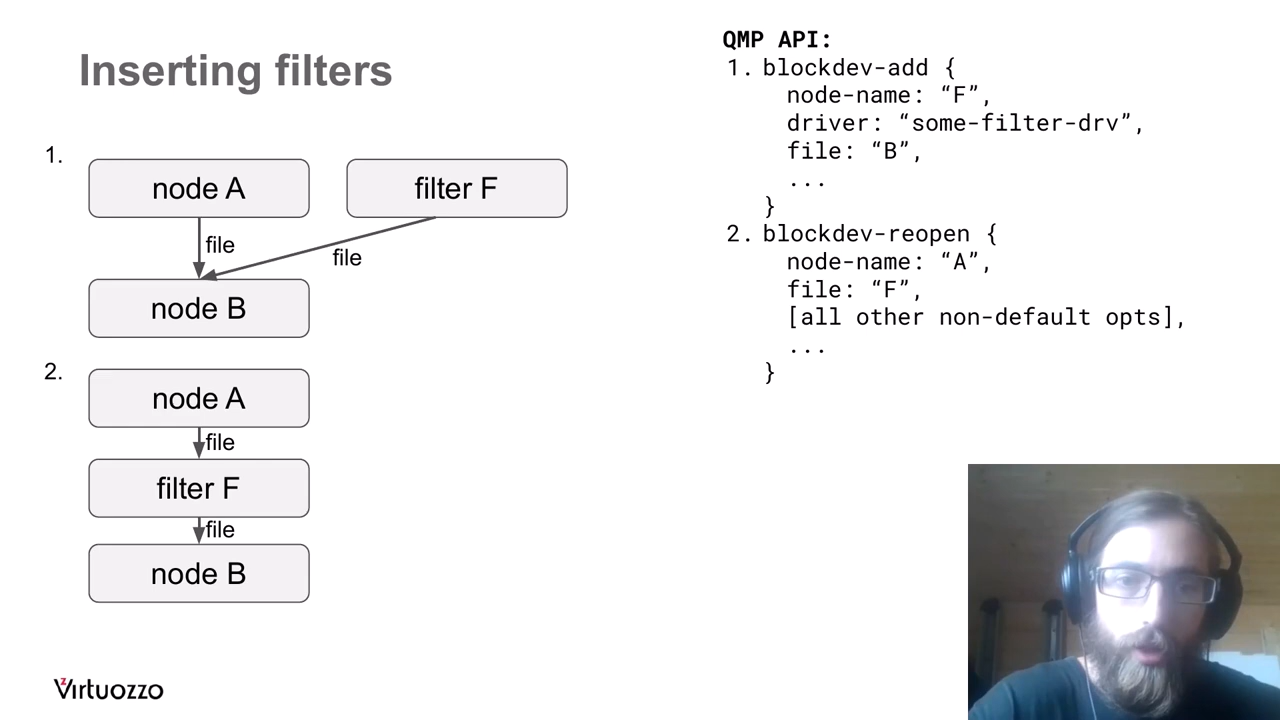 Inserting filters
1.
node A
filter F
file
file
node B
2.
node A
file
filter F
file
node B
Virtuozzo
QMP API:
1. blockdev-add {
node-name: “F”,
driver: “some-filter-drv”,
file: “B”,
...
}
2. blockdev-reopen {
node-name: “A”,
file: “F”,
[all other non-default opts],
...
}